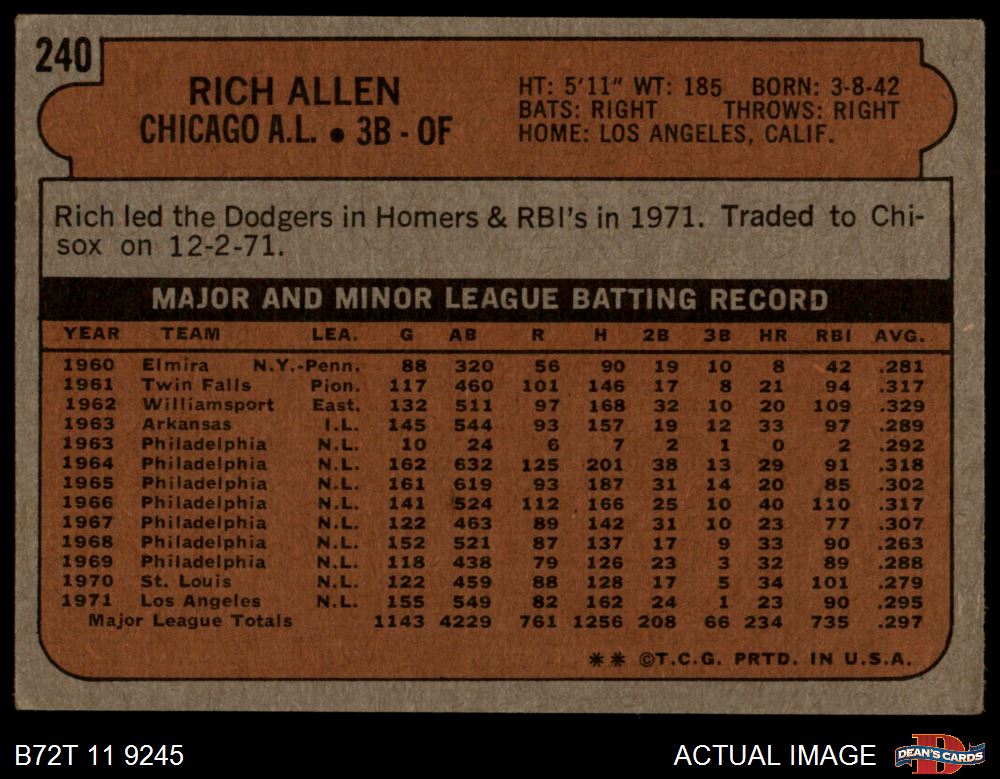 240
RICH ALLEN
CHICAGO A.L. • 3B - OF
HT: 5'11" WT: 185 BORN: 3-8-42
BATS: RIGHT THROWS: RIGHT
HOME: LOS ANGELES, CALIF.
Rich led the Dodgers in Homers & RBI's in 1971. Traded to Chi-
sox on 12-2-71.
MAJOR AND MINOR LEAGUE BATTING RECORD
YEAR TEAM LEA. G AB R H 2B 3B HR RBI AVG.
1960 Elmira N.Y.-Penn. 88 320 56 90 19 10 8 42 .281
1961 Twin Falls Pion. 117 460 101 146 17 8 21 94 .317
1962 Williamsport East. 132 511 97 168 32 10 20 109 .329
1963 Arkansas I.L. 145 544 93 157 19 12 33 97 .289
1963 Philadelphia N.L. 10 24 6 7 2 1 0 2 .292
1964 Philadelphia N.L. 162 632 125 201 38 13 29 91 .318
1965 Philadelphia N.L. 161 619 93 187 31 14 20 85 .302
1966 Philadelphia N.L. 141 524 112 166 25 10 40 110 .317
1967 Philadelphia N.L. 122 463 89 142 31 10 23 77 .307
1968 Philadelphia N.L. 152 521 87 137 17 9 33 90 .263
1969 Philadelphia N.L. 118 438 79 126 23 3 32 89 .288
1970 St. Louis N.L. 122 459 88 128 17 5 34 101 .279
1971 Los Angeles N.L. 155 549 82 162 24 1 23 90 .295
Major League Totals 1143 4229 761 1256 208 66 234 735 .297
** ©T.C.G. PRTD. IN U.S.A.
B72T 11 9245
ACTUAL IMAGE
DEAN'S CARDS